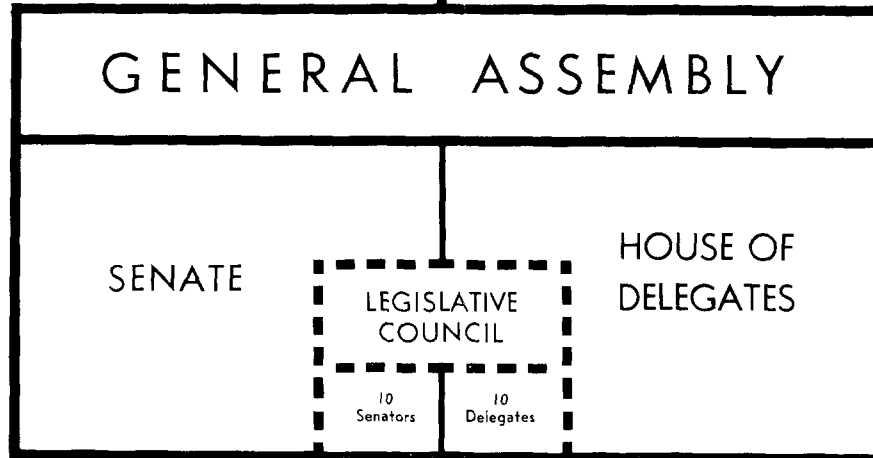 GENERAL ASSEMBLY
SENATE
HOUSE OF
DELEGATES
LEGISLATIVE
COUNCIL
10
Senators
10
Delegates